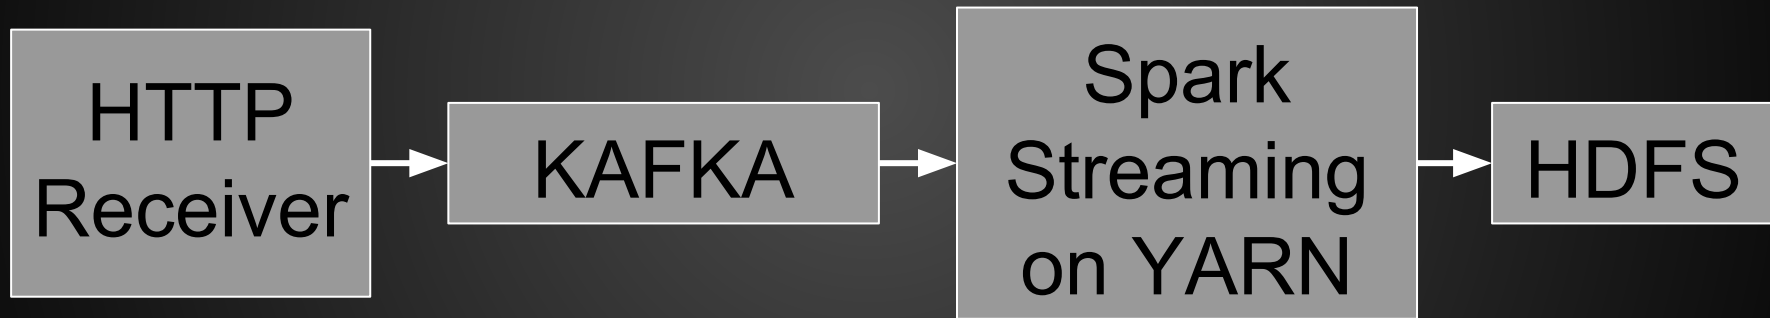 HTTP
Receiver
KAFKA
Spark
Streaming
on YARN
HDFS